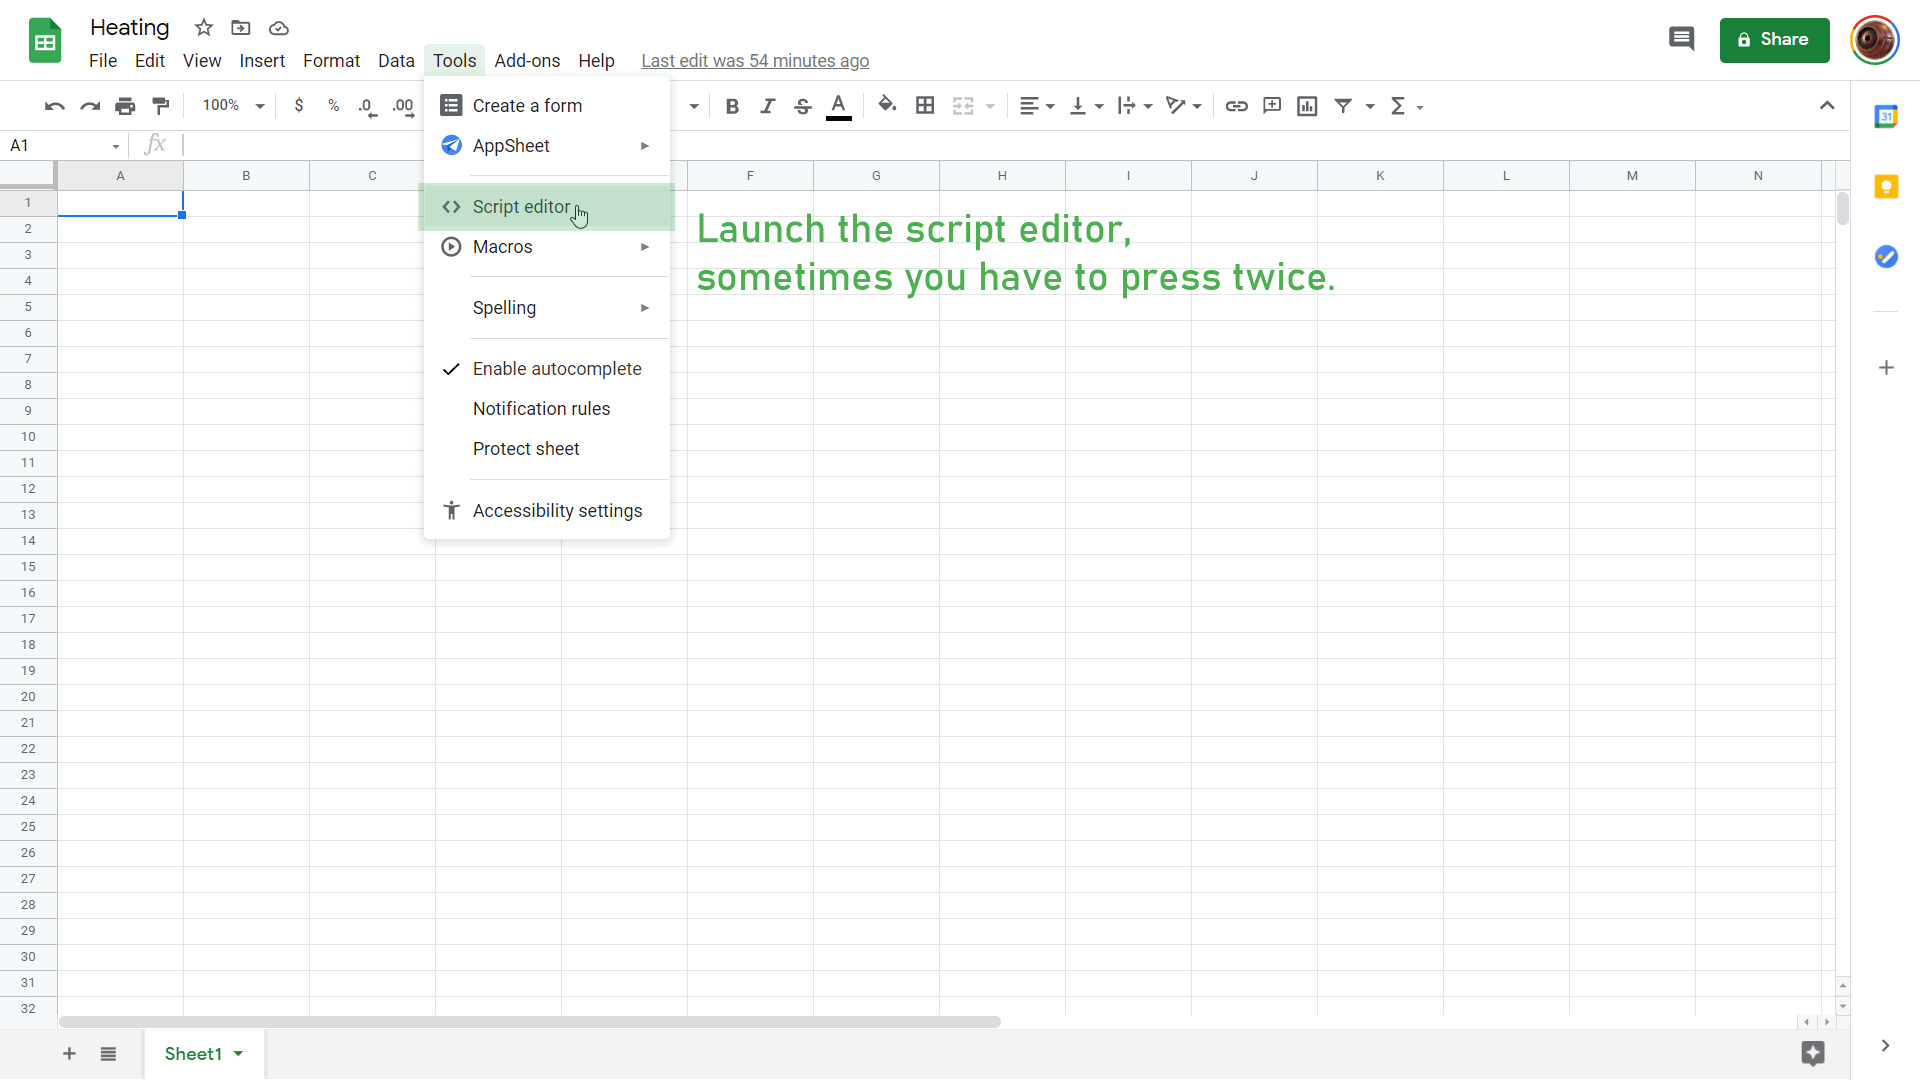 Heating
File Edit View Insert Format Data Tools Add-ons Help Last edit was 54 minutes ago
Share
100% $ % .0 .00 B I S A Σ
31
A1 fx
Create a form
AppSheet
Script editor
Macros
Spelling
Enable autocomplete
Notification rules
Protect sheet
Accessibility settings
A B C F G H I J K L M N
Launch the script editor,
sometimes you have to press twice.
1
2
3
4
5
6
7
8
9
10
11
12
13
14
15
16
17
18
19
20
21
22
23
24
25
26
27
28
29
30
31
32
Sheet1